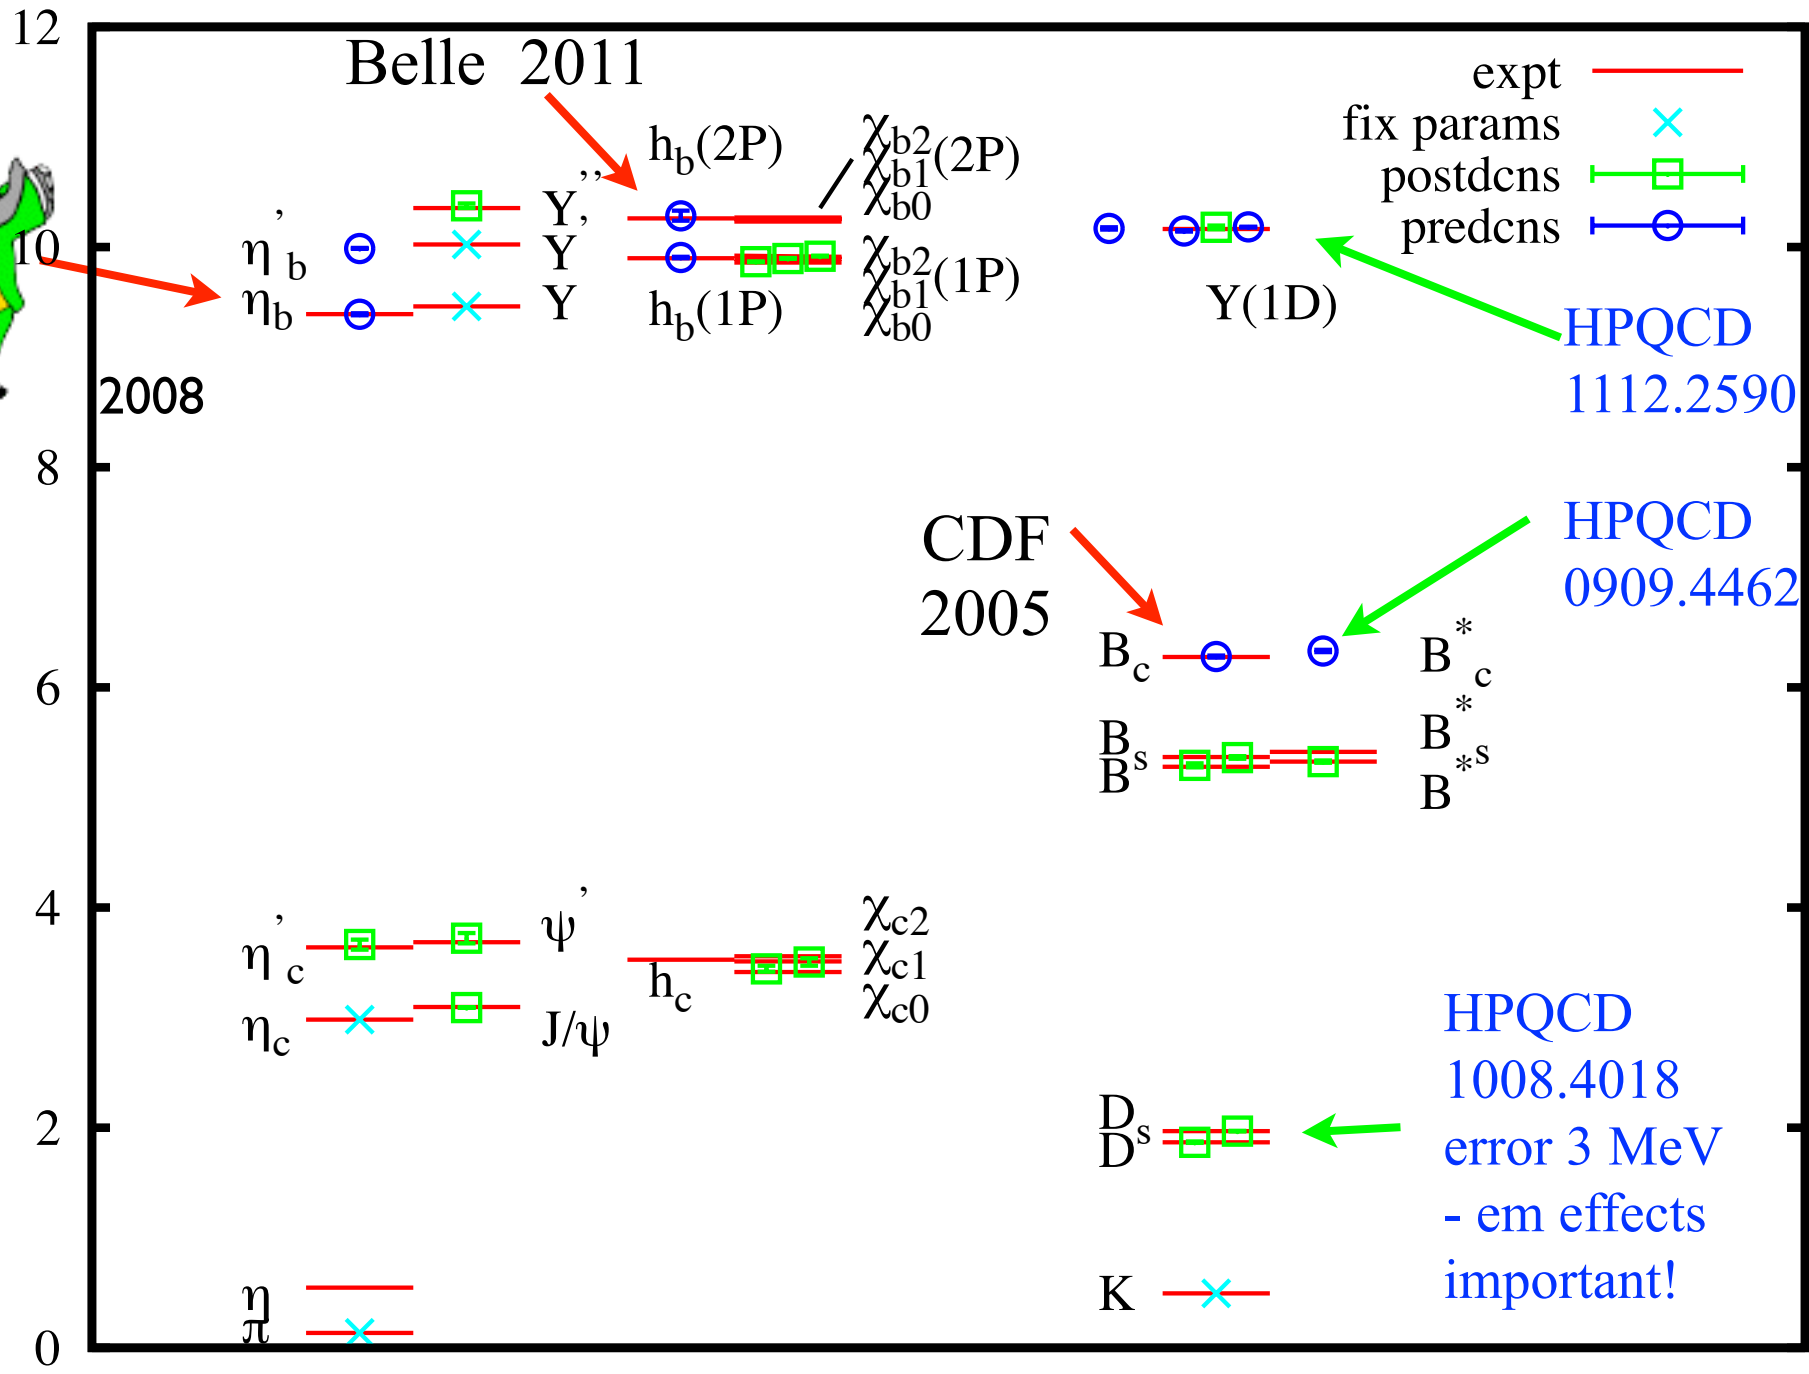 12
Belle 2011
expt
fix params
postdcns
predcns
h_b(2P)
χ_b2
χ_b1(2P)
χ_b0
Υ''
Υ'
Υ
η'_b
η_b
10
h_b(1P)
χ_b2
χ_b1(1P)
χ_b0
Υ(1D)
HPQCD
1112.2590
2008
8
CDF
2005
HPQCD
0909.4462
B_c
B*_c
6
B_s
B
B*_s
B*
4
η'_c
ψ'
η_c
J/ψ
h_c
χ_c2
χ_c1
χ_c0
HPQCD
1008.4018
error 3 MeV
- em effects
important!
2
D_s
D
K
η
π
0